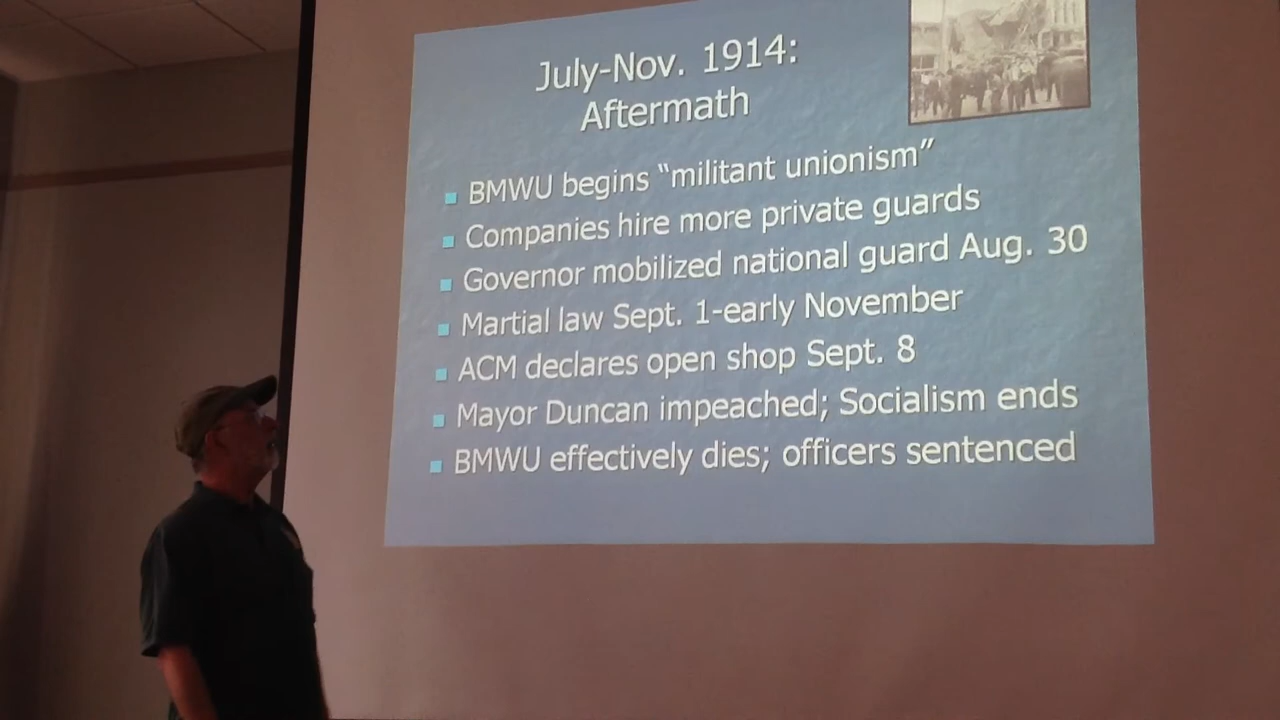 July-Nov. 1914:
Aftermath
BMWU begins “militant unionism”
Companies hire more private guards
Governor mobilized national guard Aug. 30
Martial law Sept. 1-early November
ACM declares open shop Sept. 8
Mayor Duncan impeached; Socialism ends
BMWU effectively dies; officers sentenced